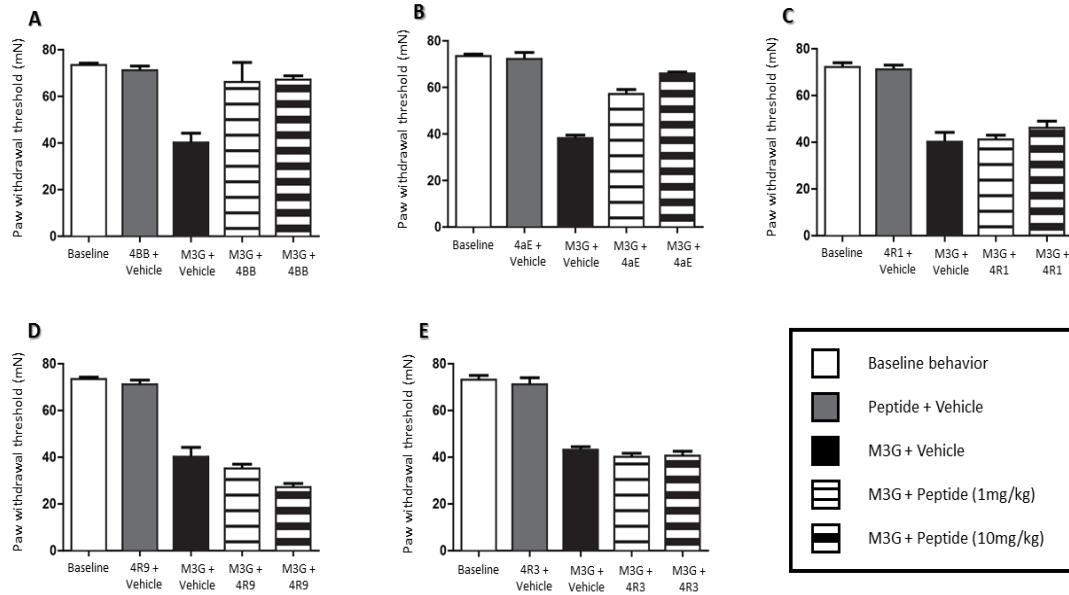 A
Paw withdrawal threshold (mN)
80
60
40
20
0
Baseline
4BB +
Vehicle
M3G +
Vehicle
M3G +
4BB
M3G +
4BB
B
Paw withdrawal threshold (mN)
80
60
40
20
0
Baseline
4aE +
Vehicle
M3G +
Vehicle
M3G +
4aE
M3G +
4aE
C
Paw withdrawal threshold (mN)
80
60
40
20
0
Baseline
4R1 +
Vehicle
M3G +
Vehicle
M3G +
4R1
M3G +
4R1
D
Paw withdrawal threshold (mN)
80
60
40
20
0
Baseline
4R9 +
Vehicle
M3G +
Vehicle
M3G +
4R9
M3G +
4R9
E
Paw withdrawal threshold (mN)
80
60
40
20
0
Baseline
4R3 +
Vehicle
M3G +
Vehicle
M3G +
4R3
M3G +
4R3
Baseline behavior
Peptide + Vehicle
M3G + Vehicle
M3G + Peptide (1mg/kg)
M3G + Peptide (10mg/kg)